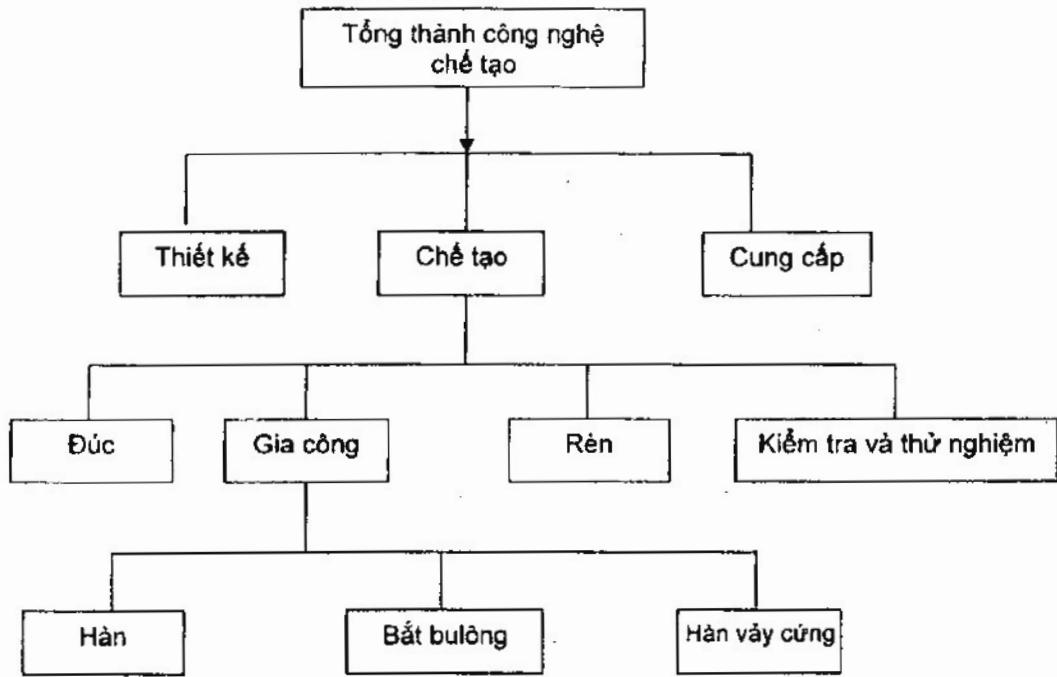 Tổng thành công nghệ
chế tạo
Thiết kế
Chế tạo
Cung cấp
Đúc
Gia công
Rèn
Kiểm tra và thử nghiệm
Hàn
Bắt bulông
Hàn vảy cứng